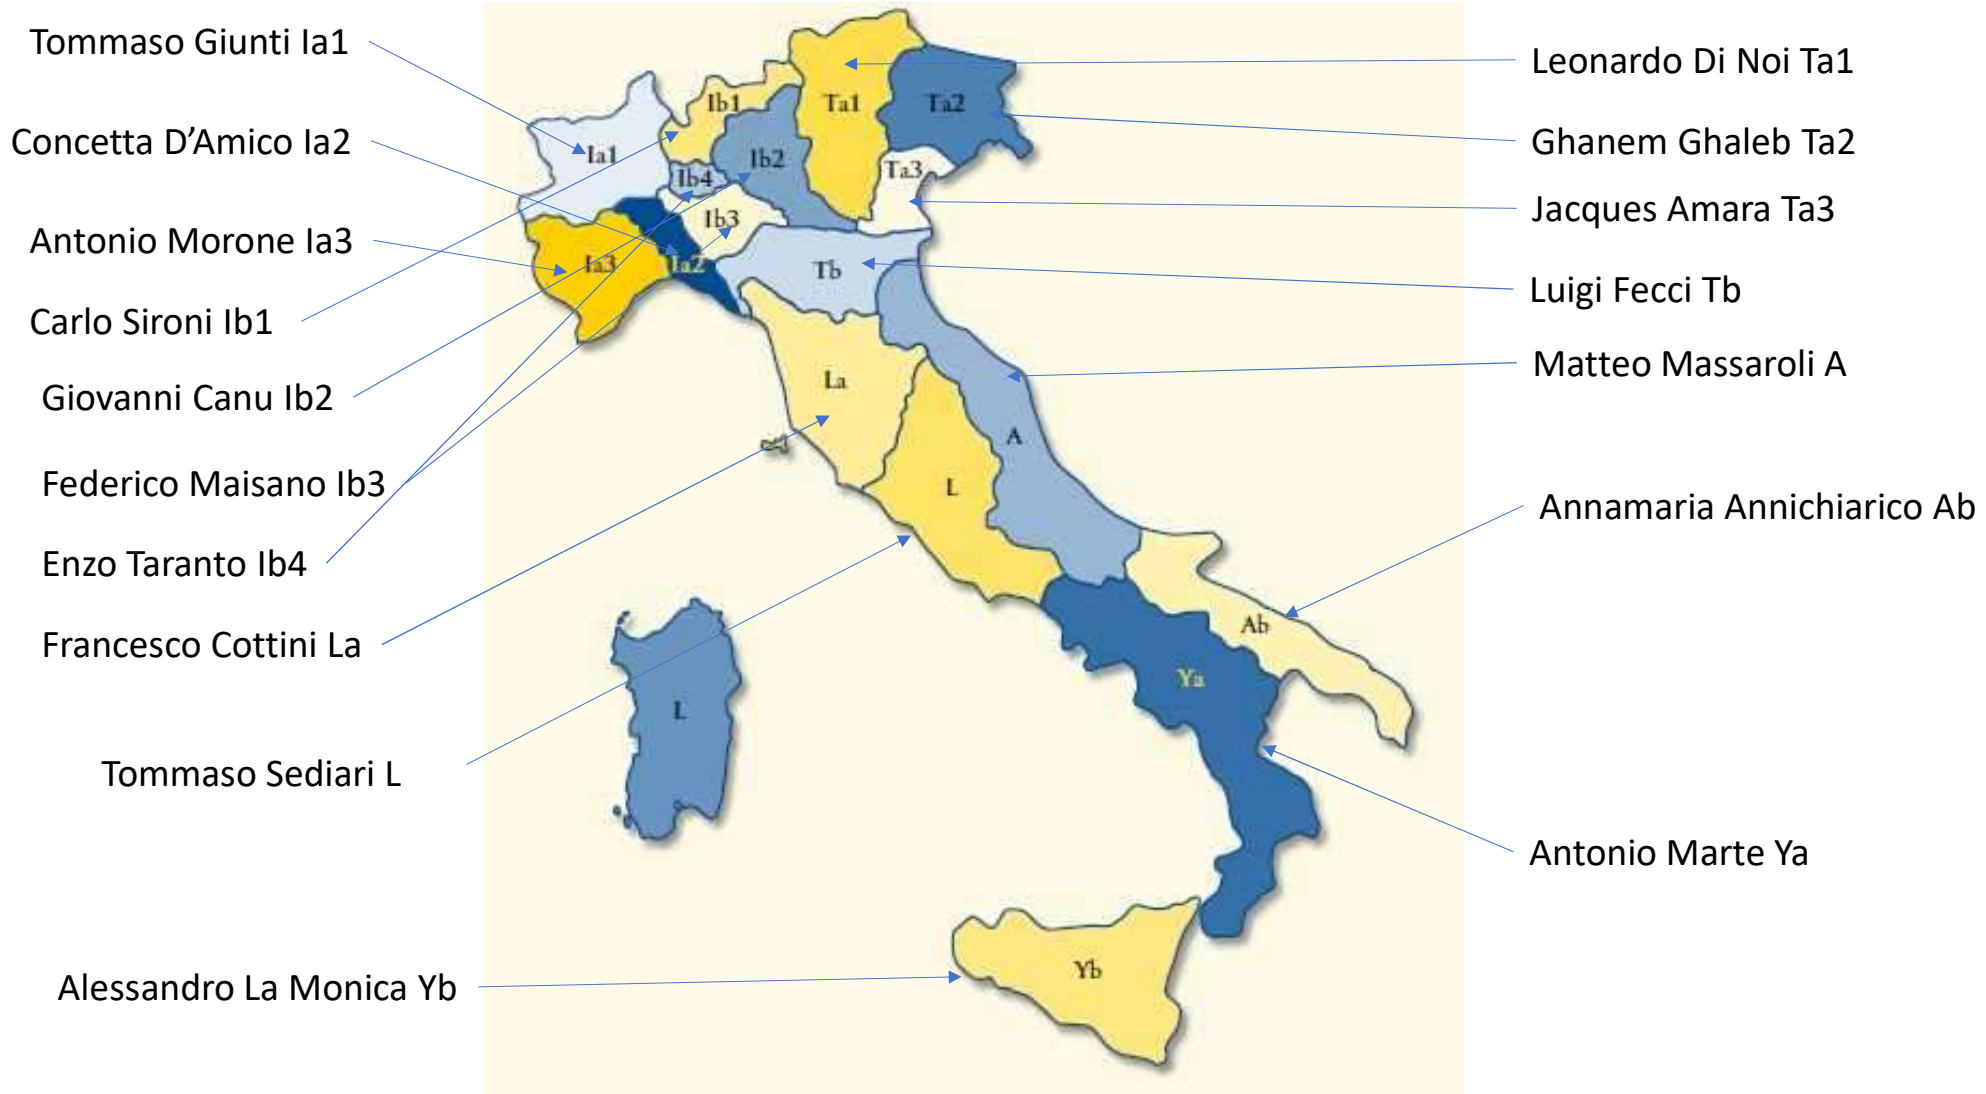 Tommaso Giunti Ia1
Concetta D’Amico Ia2
Antonio Morone Ia3
Carlo Sironi Ib1
Giovanni Canu Ib2
Federico Maisano Ib3
Enzo Taranto Ib4
Francesco Cottini La
Tommaso Sediari L
Alessandro La Monica Yb
Ib1
Ta1
Ta2
Ia1
Ib4
Ib2
Ta3
Ib3
Ia3
Ia2
Tb
La
A
L
Ab
Ya
L
Yb
Leonardo Di Noi Ta1
Ghanem Ghaleb Ta2
Jacques Amara Ta3
Luigi Fecci Tb
Matteo Massaroli A
Annamaria Annichiarico Ab
Antonio Marte Ya